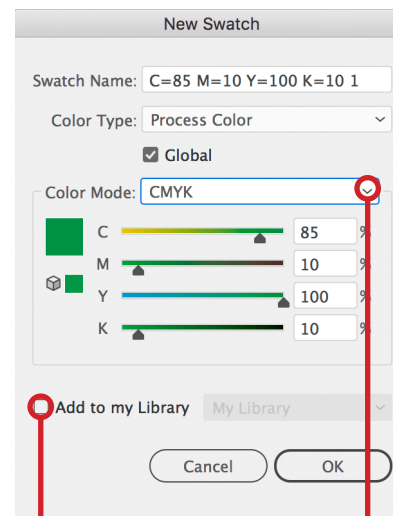 New Swatch
Swatch Name: C=85 M=10 Y=100 K=10 1
Color Type: Process Color
Global
Color Mode: CMYK
C 85 %
M 10 %
Y 100 %
K 10 %
Add to my Library My Library
Cancel OK